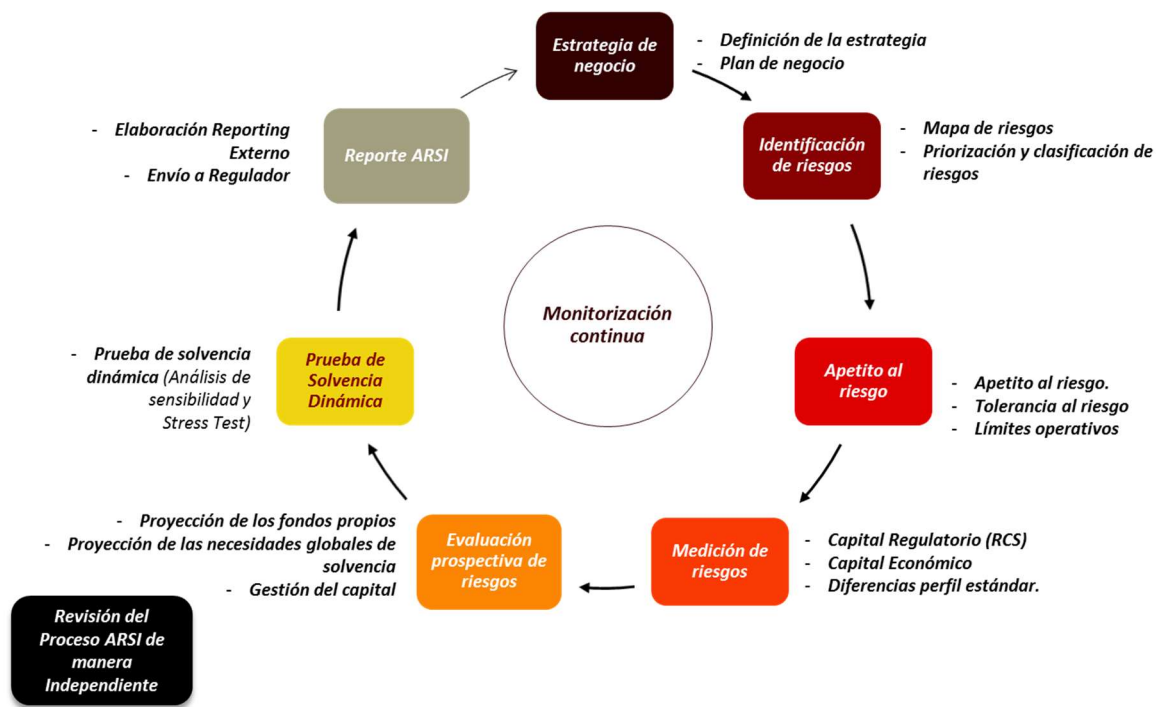 Estrategia de
negocio
- Definición de la estrategia
- Plan de negocio
Identificación
de riesgos
- Mapa de riesgos
- Priorización y clasificación de
riesgos
Apetito al
riesgo
- Apetito al riesgo.
- Tolerancia al riesgo
- Límites operativos
Medición de
riesgos
- Capital Regulatorio (RCS)
- Capital Económico
- Diferencias perfil estándar.
Evaluación
prospectiva de
riesgos
- Proyección de los fondos propios
- Proyección de las necesidades globales de
solvencia
- Gestión del capital
Prueba de
Solvencia
Dinámica
- Prueba de solvencia
dinámica (Análisis de
sensibilidad y
Stress Test)
Reporte ARSI
- Elaboración Reporting
Externo
- Envío a Regulador
Monitorización
continua
Revisión del
Proceso ARSI de
manera
Independiente